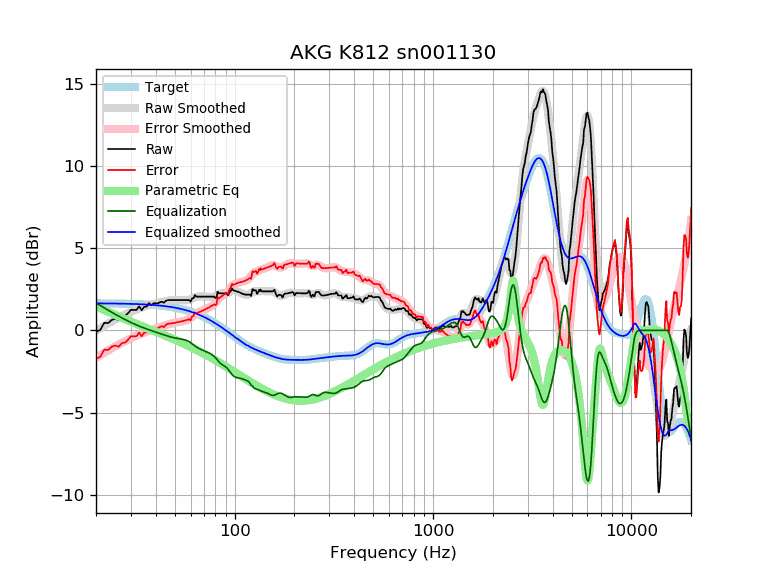 AKG K812 sn001130
Target
Raw Smoothed
Error Smoothed
Raw
Error
Parametric Eq
Equalization
Equalized smoothed
15
10
5
0
−5
−10
Amplitude (dBr)
100
1000
10000
Frequency (Hz)